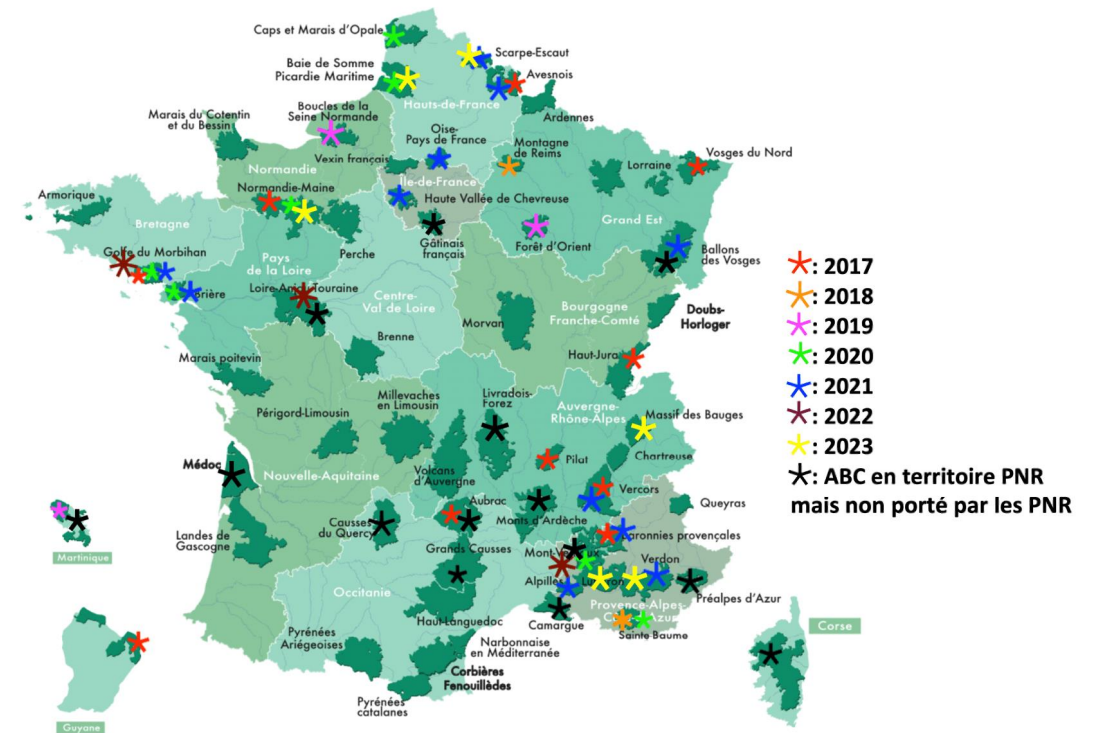 Caps et Marais d'Opale
Scarpe-Escaut
Baie de Somme
Picardie Maritime
Avesnois
Hauts-de-France
Ardennes
Marais du Cotentin
et du Bessin
Boucles de la
Seine Normande
Oise-
Pays de France
Montagne
de Reims
Vexin français
Normandie
Lorraine
Vosges du Nord
Île-de-France
Normandie-Maine
Haute Vallée de Chevreuse
Armorique
Bretagne
Grand Est
Perche
Gâtinais
français
Forêt d'Orient
Ballons
des Vosges
Golfe du Morbihan
Pays
de la Loire
Loire-Anjou-Touraine
Centre-
Val de Loire
Bourgogne
Franche-Comté
Doubs-
Horloger
Morvan
Brenne
Haut-Jura
Marais poitevin
Périgord-Limousin
Millevaches
en Limousin
Livradois-
Forez
Auvergne-
Rhône-Alpes
Massif des Bauges
Chartreuse
Pilat
Médoc
Nouvelle-Aquitaine
Volcans
d'Auvergne
Vercors
Queyras
Aubrac
Monts d'Ardèche
Causses
du Quercy
Landes de
Gascogne
Grands Causses
Baronnies provençales
Verdon
Alpilles
Occitanie
Préalpes d'Azur
Provence-Alpes-
Haut-Languedoc
Camargue
Sainte Baume
Pyrénées
Ariégeoises
Narbonnaise
en Méditerranée
Corbières
Fenouillèdes
Pyrénées
catalanes
Martinique
Guyane
Corse
: 2017
: 2018
: 2019
: 2020
: 2021
: 2022
: 2023
: ABC en territoire PNR
mais non porté par les PNR